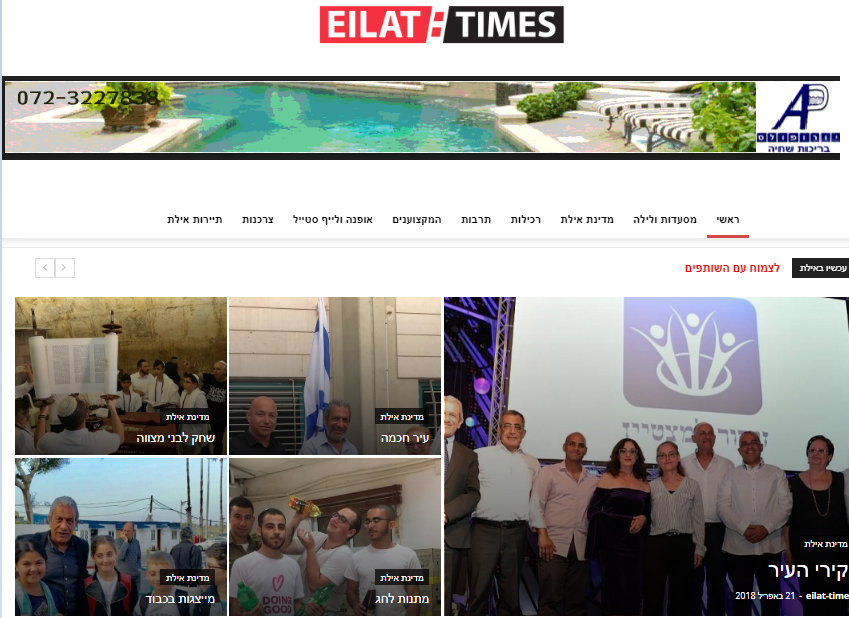 EILAT:TIMES
072-3227838
יורופולס
בריכות שחיה
ראשי
מסעדות ולילה
מדינת אילת
רכילות
תרבות
המקצוענים
אופנה ולייף סטייל
צרכנות
תיירות אילת
עכשיו באילת
לצמוח עם השותפים
מדינת אילת
קירי העיר
eilat-time - 21 באפריל 2018
מדינת אילת
עיר חכמה
מדינת אילת
שחק לבני מצווה
מדינת אילת
מתנות לחג
DOING
GOOD
מדינת אילת
מייצגות בכבוד